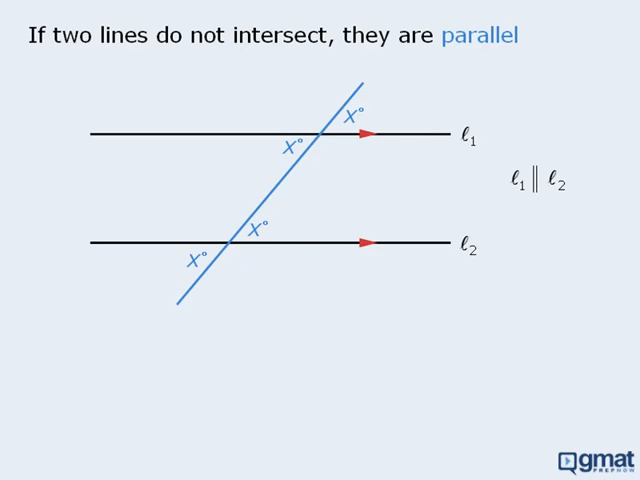 If two lines do not intersect, they are parallel
x°
ℓ1
x°
ℓ1 || ℓ2
x°
ℓ2
x°
gmat
PREPNOW